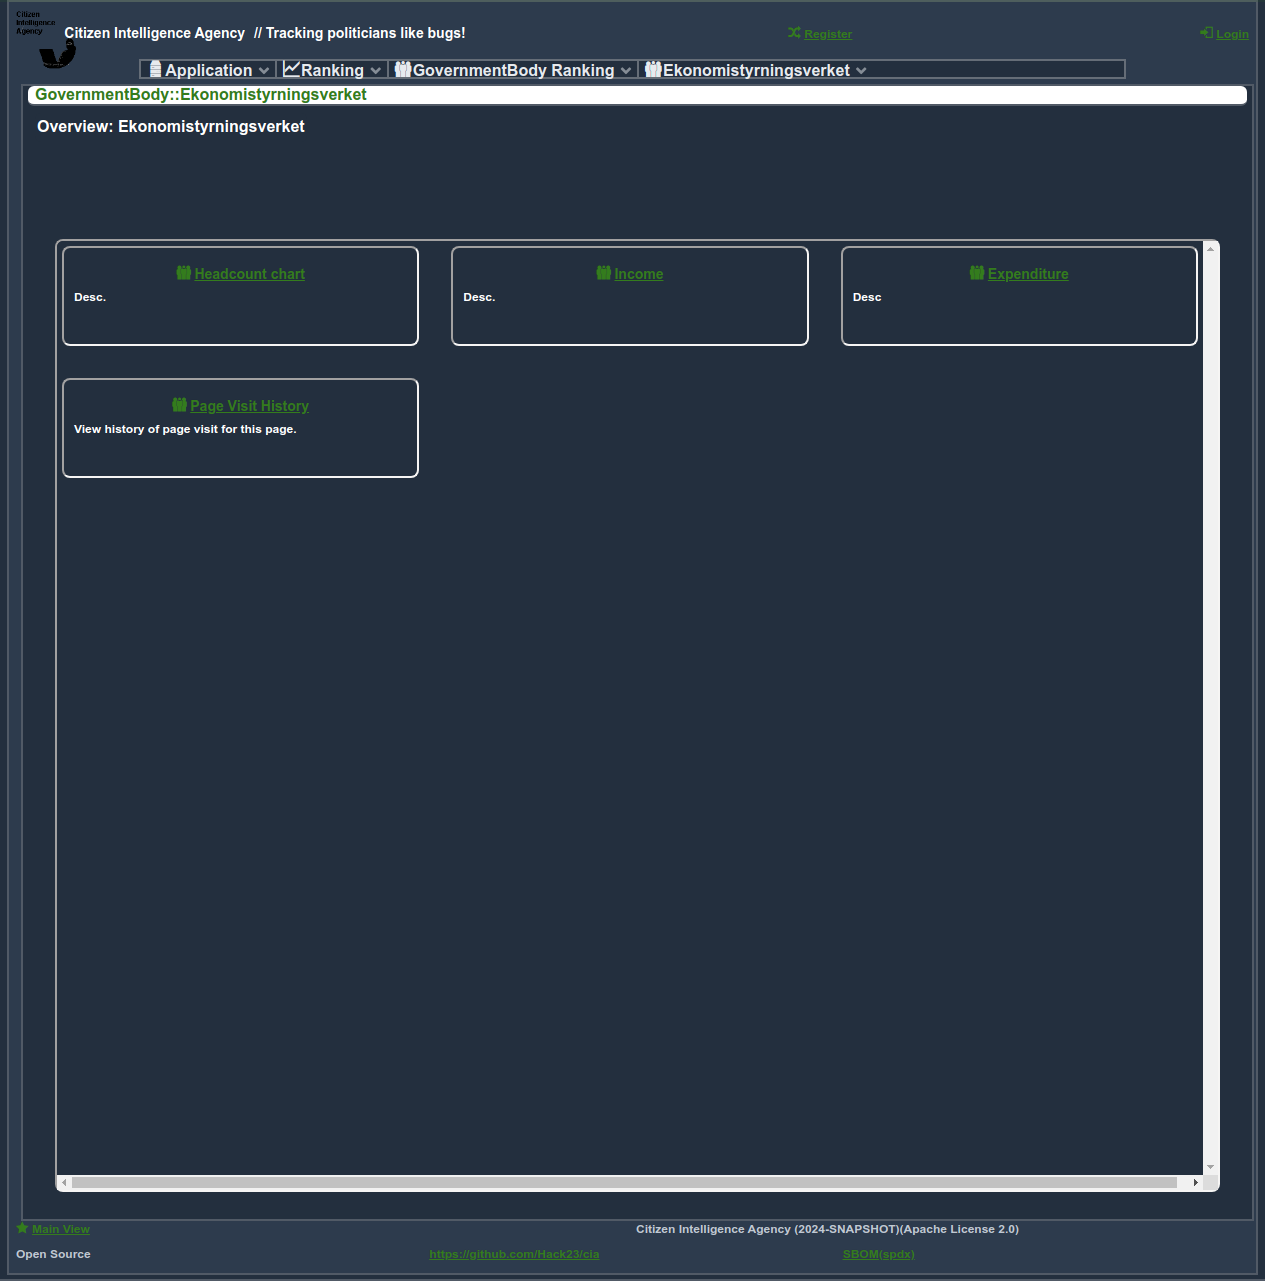 Citizen
Intelligence
Agency
Citizen Intelligence Agency // Tracking politicians like bugs!
Register
Login
Application
Ranking
GovernmentBody Ranking
Ekonomistyrningsverket
GovernmentBody::Ekonomistyrningsverket
Overview: Ekonomistyrningsverket
Headcount chart
Desc.
Income
Desc.
Expenditure
Desc
Page Visit History
View history of page visit for this page.
Main View
Citizen Intelligence Agency (2024-SNAPSHOT)(Apache License 2.0)
Open Source
https://github.com/Hack23/cia
SBOM(spdx)